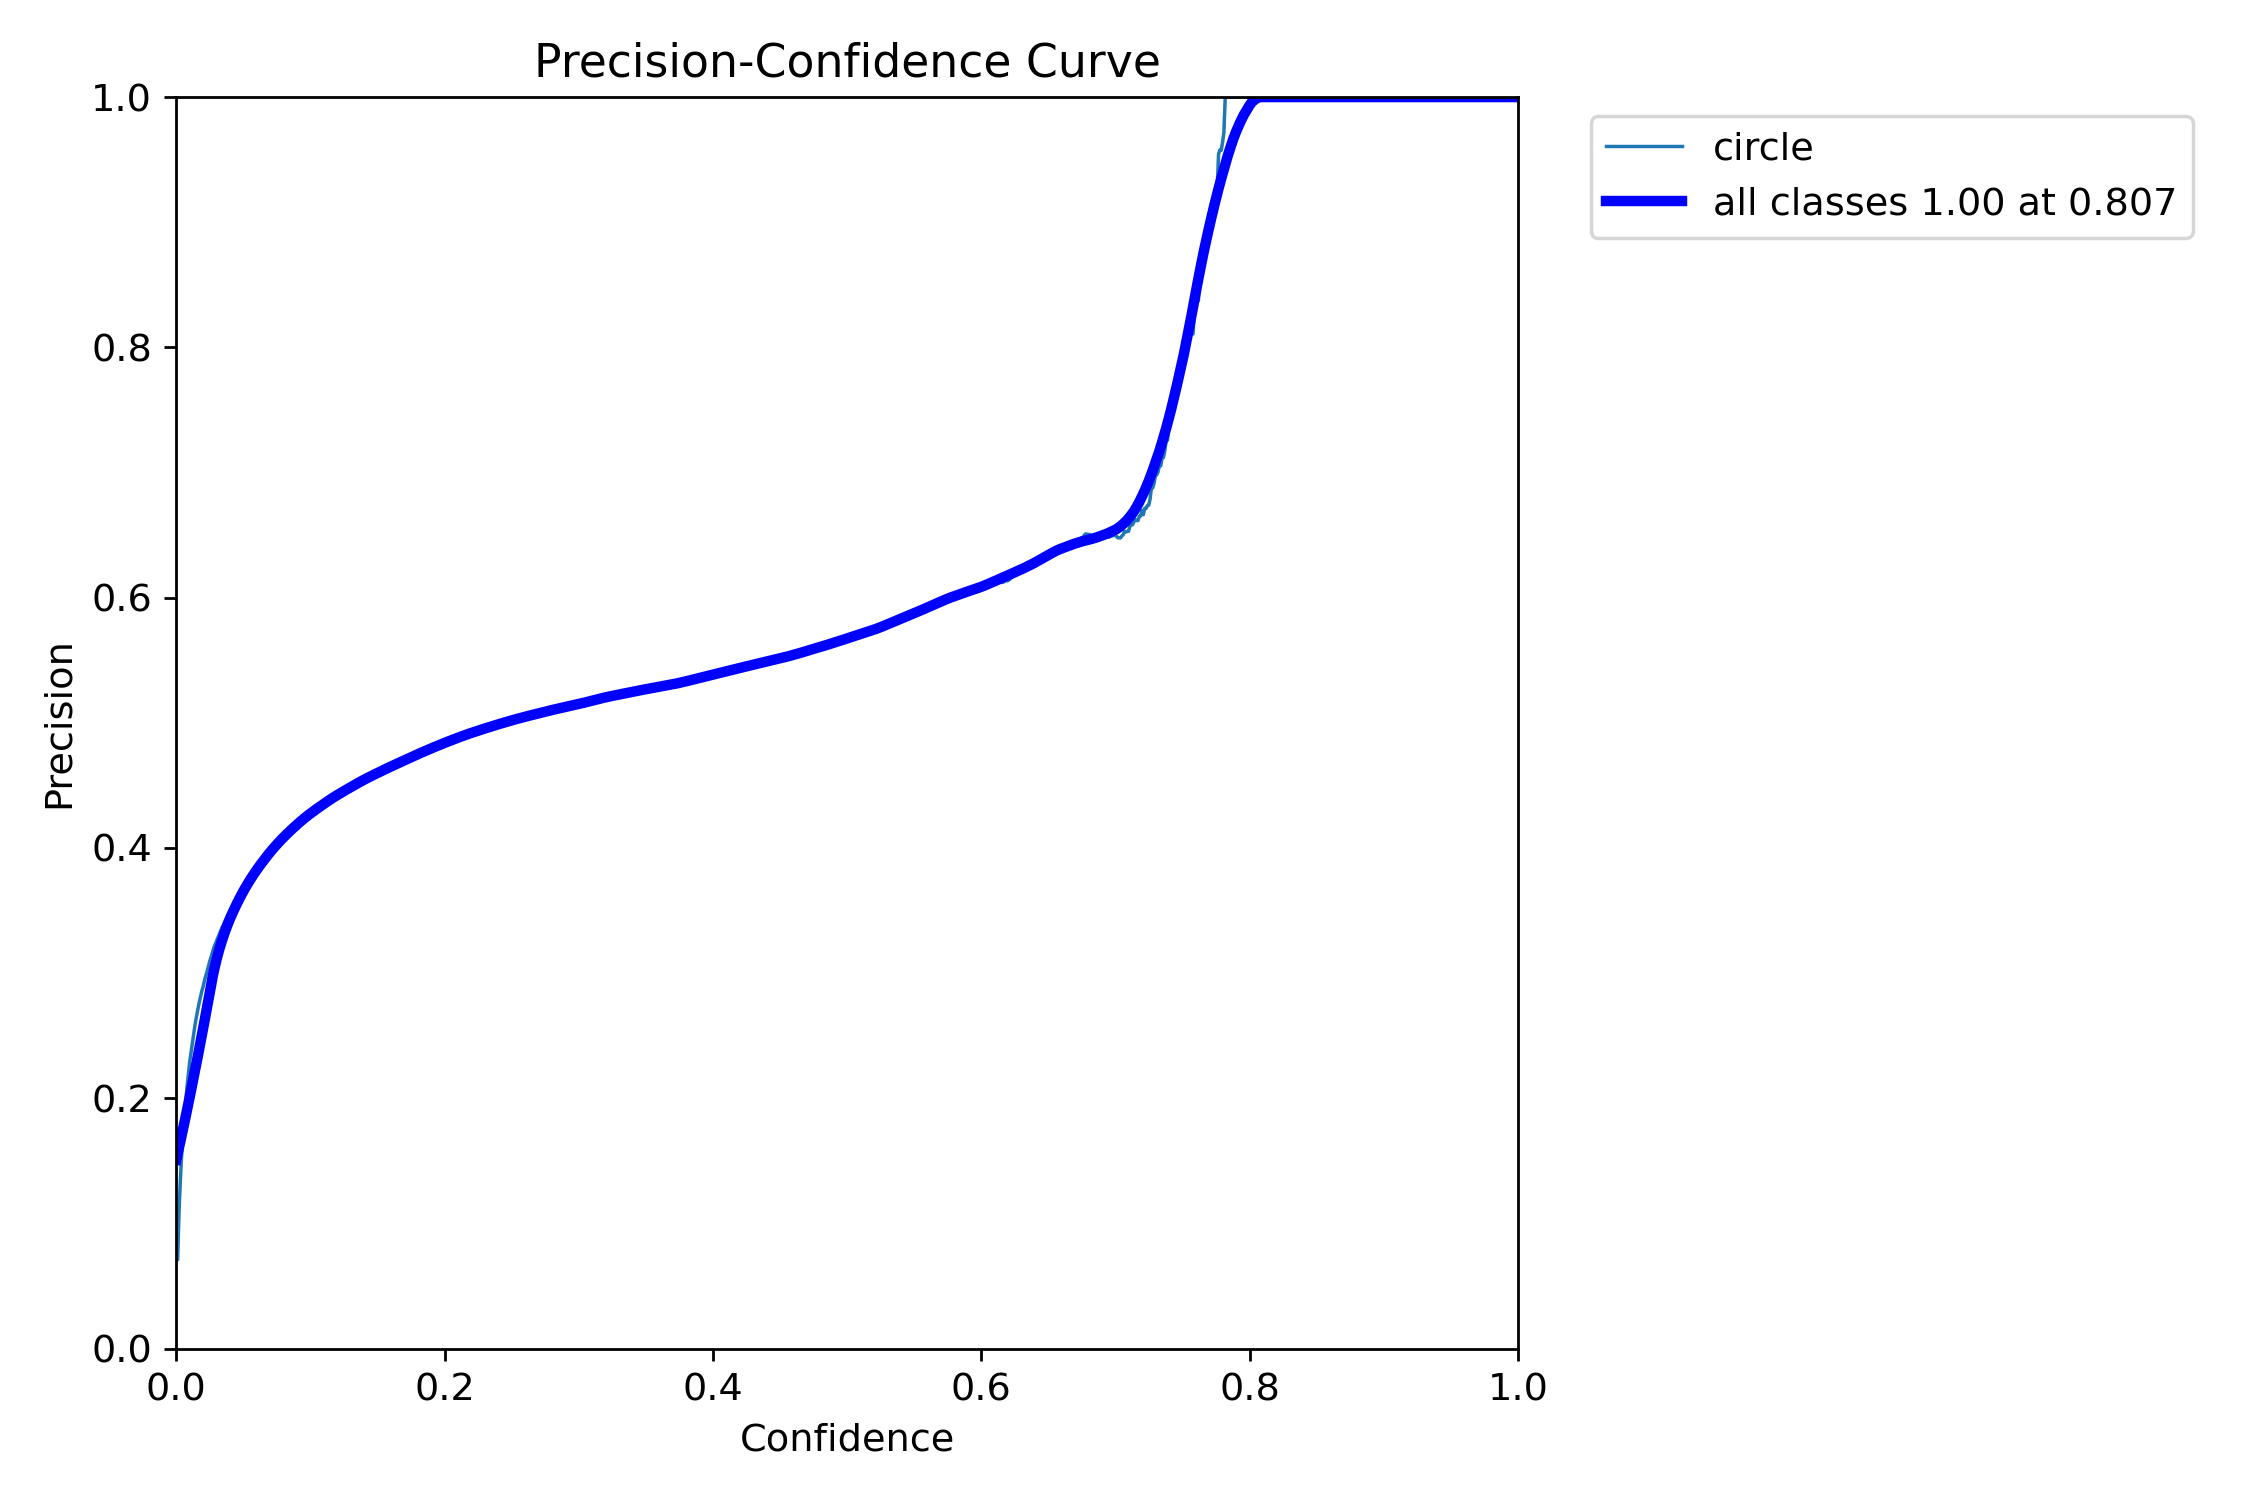 Precision-Confidence Curve
circle
all classes 1.00 at 0.807
Precision
1.0
0.8
0.6
0.4
0.2
0.0
0.0 0.2 0.4 0.6 0.8 1.0
Confidence